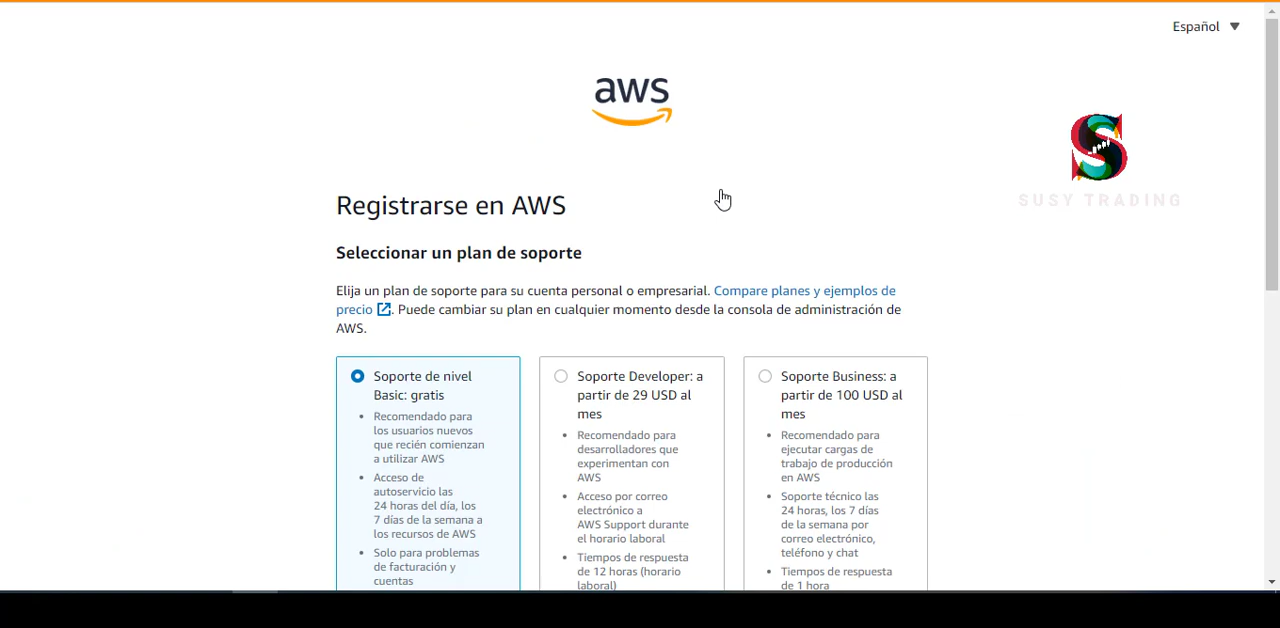 Español
aws
SUSY TRADING
Registrarse en AWS
Seleccionar un plan de soporte
Elija un plan de soporte para su cuenta personal o empresarial. Compare planes y ejemplos de
precio. Puede cambiar su plan en cualquier momento desde la consola de administración de
AWS.
Soporte de nivel
Basic: gratis
Recomendado para
los usuarios nuevos
que recién comienzan
a utilizar AWS
Acceso de
autoservicio las
24 horas del día, los
7 días de la semana a
los recursos de AWS
Solo para problemas
de facturación y
cuentas
Soporte Developer: a
partir de 29 USD al
mes
Recomendado para
desarrolladores que
experimentan con
AWS
Acceso por correo
electrónico a
AWS Support durante
el horario laboral
Tiempos de respuesta
de 12 horas (horario
laboral)
Soporte Business: a
partir de 100 USD al
mes
Recomendado para
ejecutar cargas de
trabajo de producción
en AWS
Soporte técnico las
24 horas, los 7 días
de la semana por
correo electrónico,
teléfono y chat
Tiempos de respuesta
de 1 hora